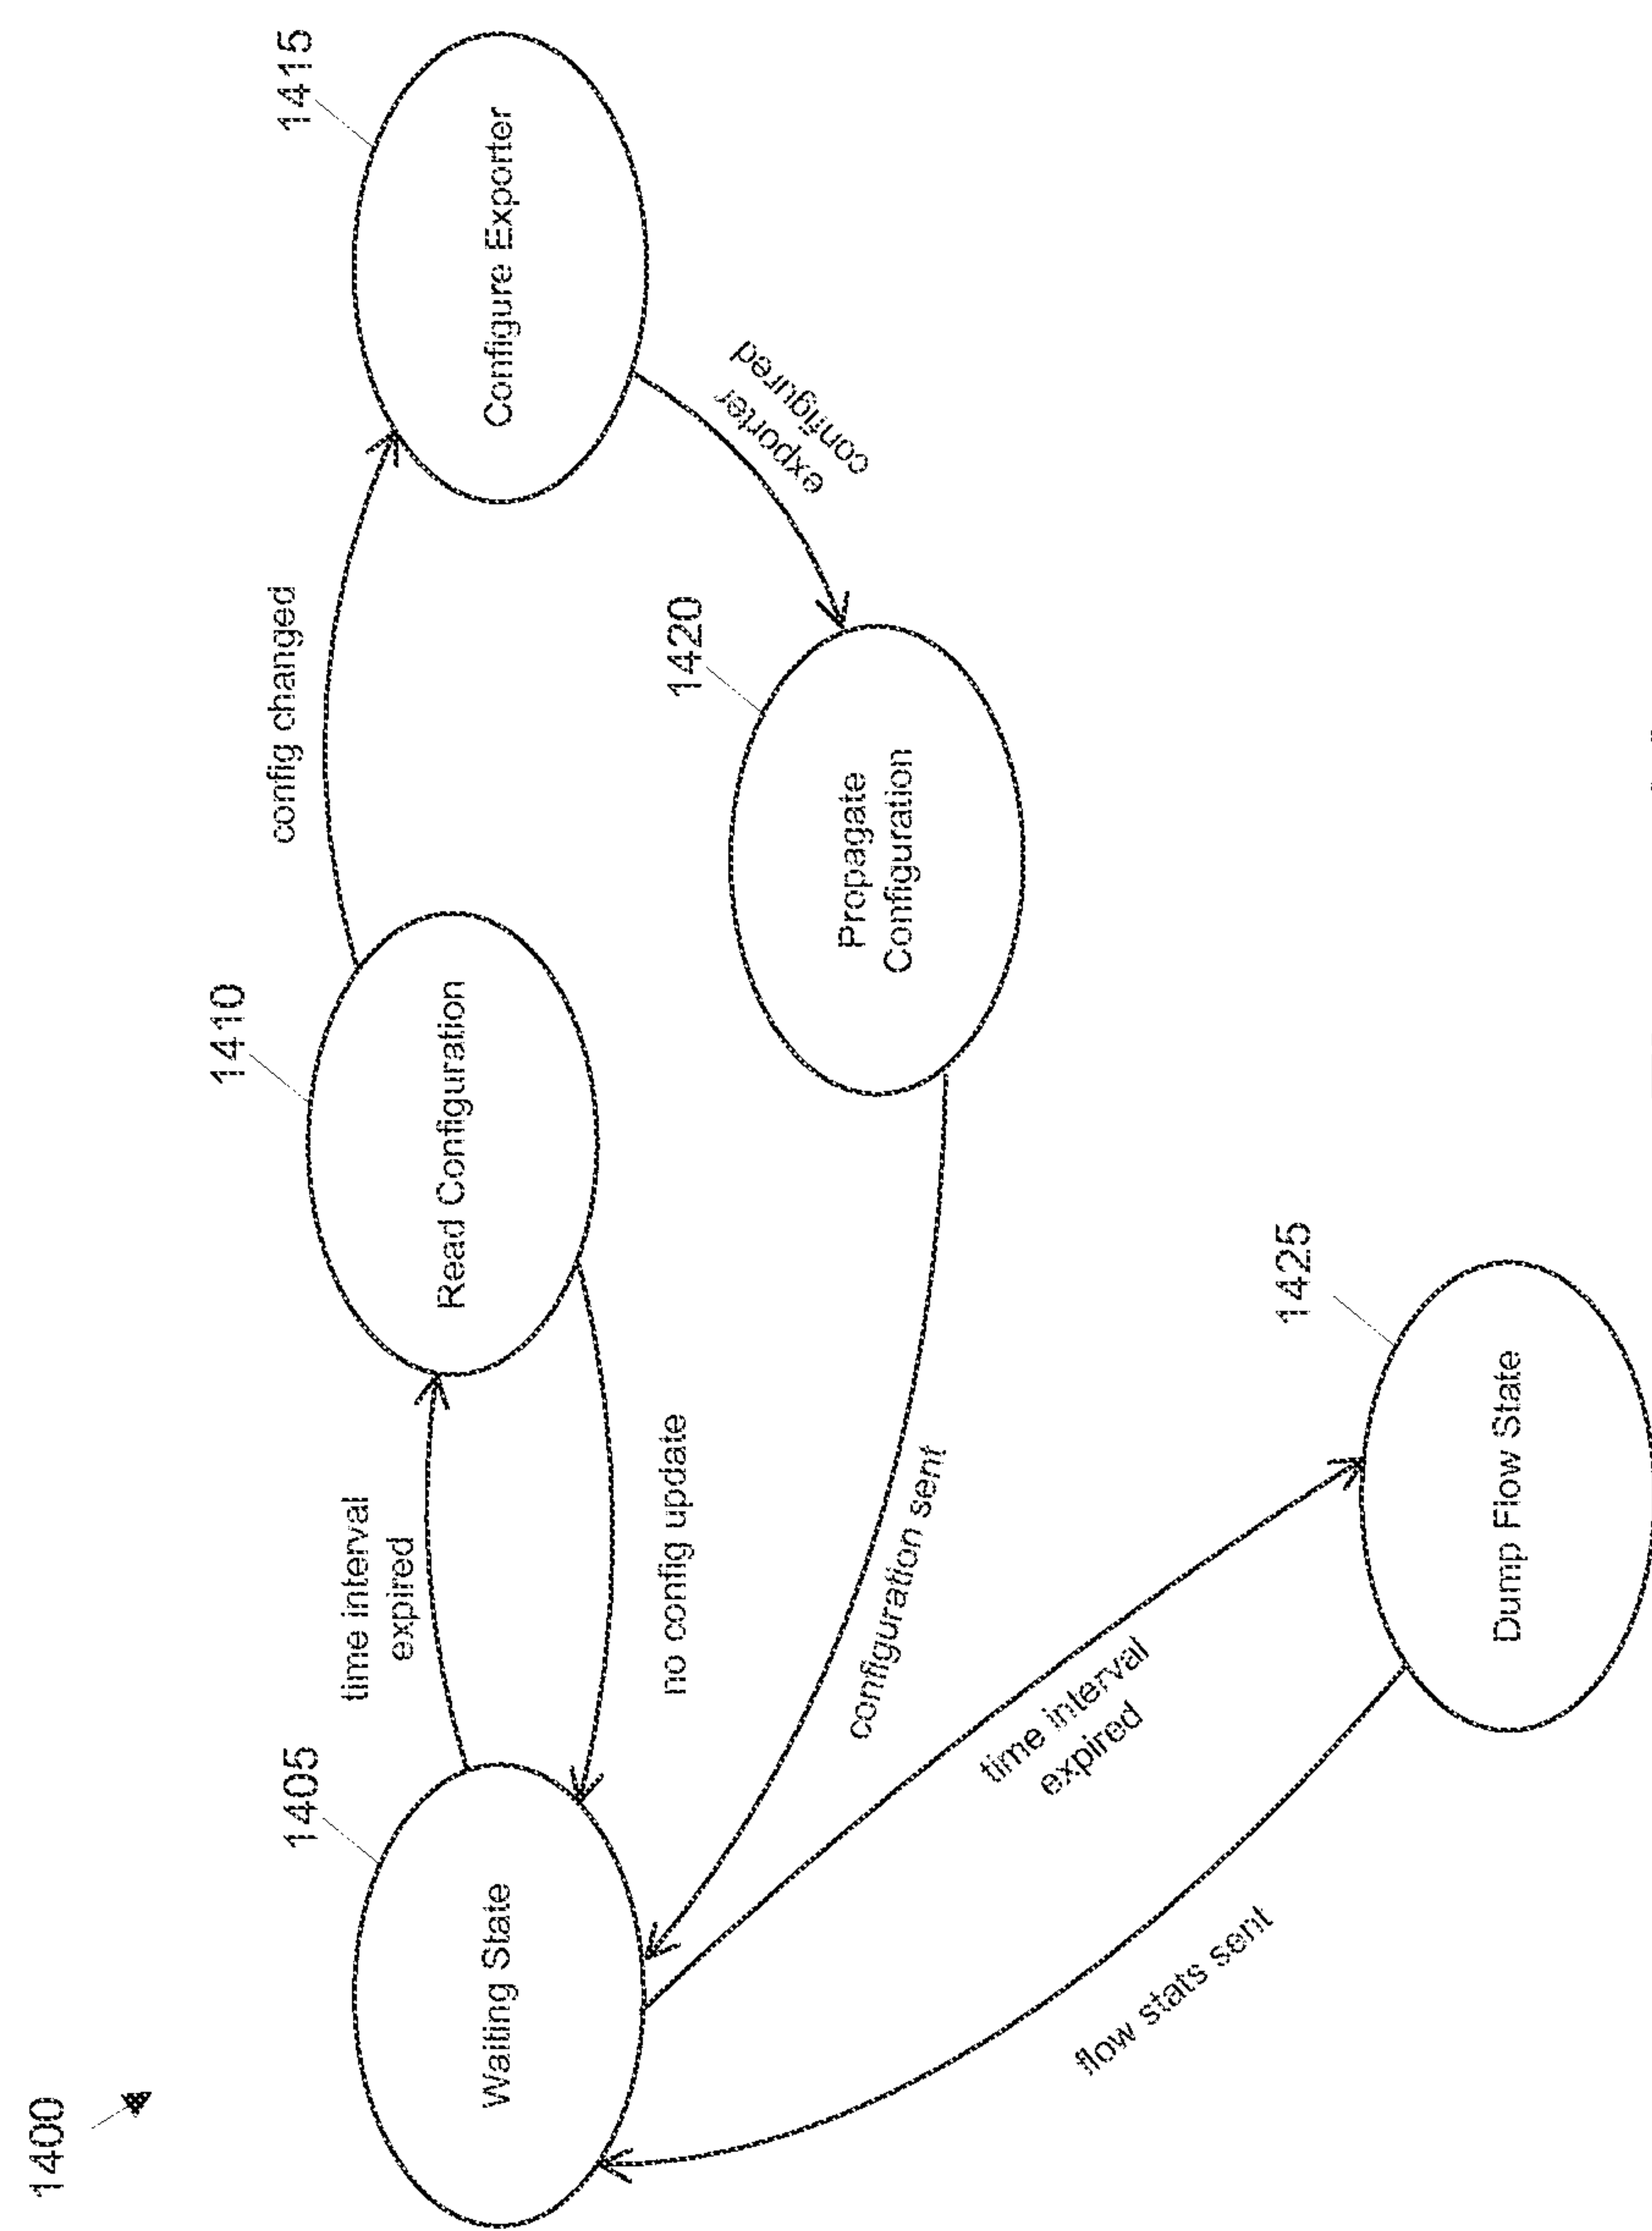 1400
1405
Waiting State
time interval
expired
no config update
1410
Read Configuration
config changed
1415
Configure Exporter
exporter
configured
1420
Propagate
Configuration
configuration sent
time interval
expired
flow stats sent
1425
Dump Flow State